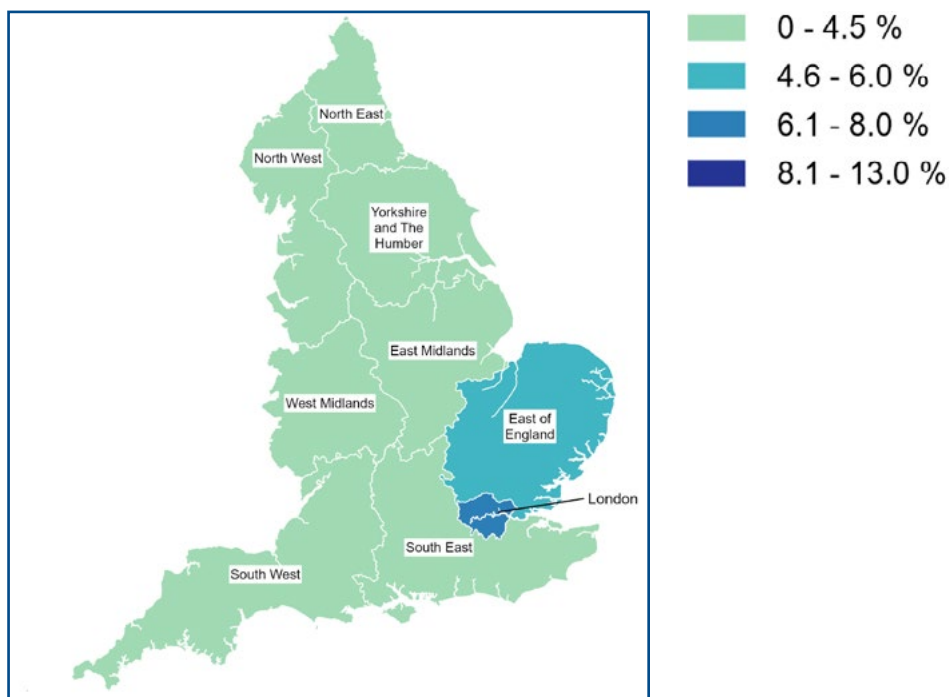 0 - 4.5 %
4.6 - 6.0 %
6.1 - 8.0 %
8.1 - 13.0 %
North East
North West
Yorkshire
and The
Humber
East Midlands
West Midlands
East of
England
London
South East
South West